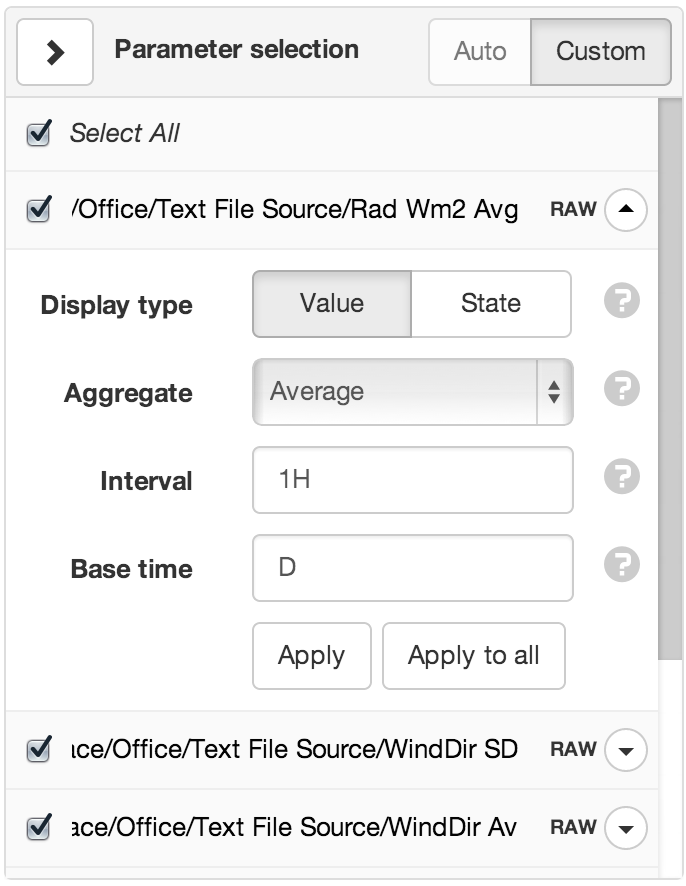 Parameter selection Auto Custom
Select All
/Office/Text File Source/Rad Wm2 Avg RAW
Display type Value State ?
Aggregate Average ?
Interval 1H ?
Base time D ?
Apply Apply to all
ace/Office/Text File Source/WindDir SD RAW
ace/Office/Text File Source/WindDir Av RAW